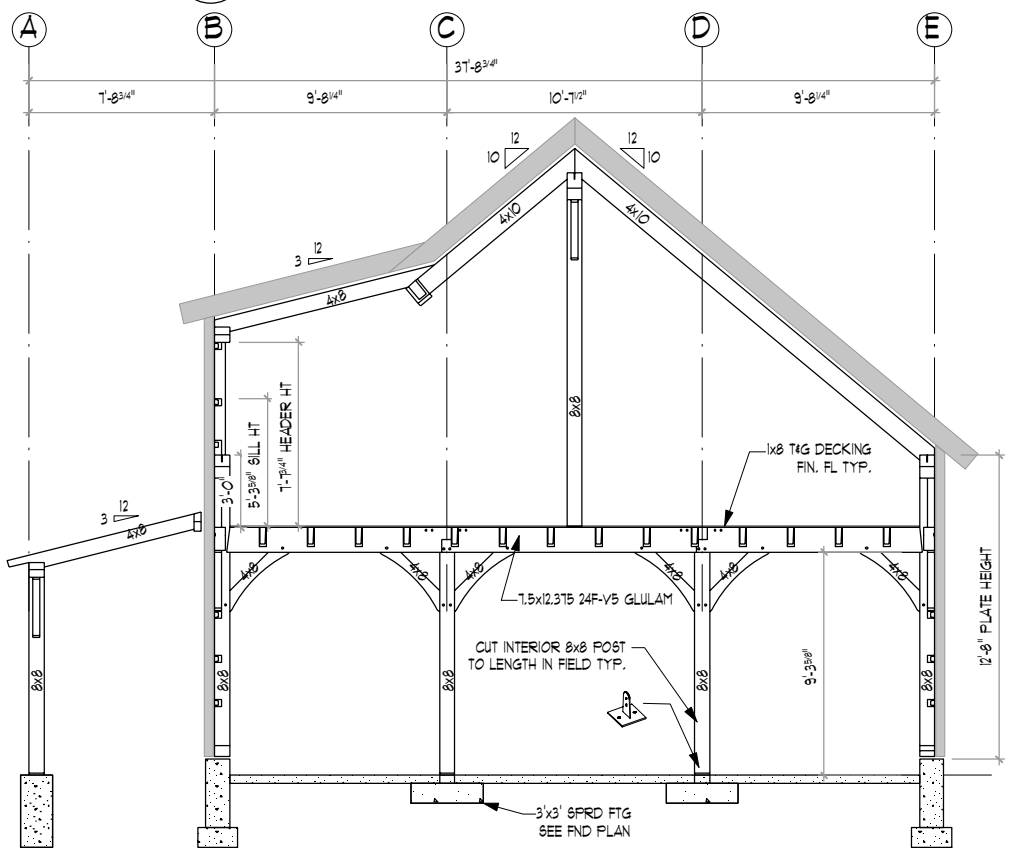 A B C D E
37'-8 3/4"
7'-8 3/4" 9'-8 1/4" 10'-7 1/2" 9'-8 1/4"
12 12
10 10
4x10 4x10
12
3
4x8
8x8
7'-7 3/4" HEADER HT
5'-3 5/8" SILL HT
3'-0"
1x8 T&G DECKING
FIN. FL TYP.
12
3
4x8
4x8 4x8 4x8 4x8 4x8 4x8
7.5x12.375 24F-V5 GLULAM
CUT INTERIOR 8x8 POST
TO LENGTH IN FIELD TYP.
9'-3 5/8"
12'-8" PLATE HEIGHT
8x8 8x8 8x8 8x8 8x8
3'x3' SPRD FTG
SEE FND PLAN